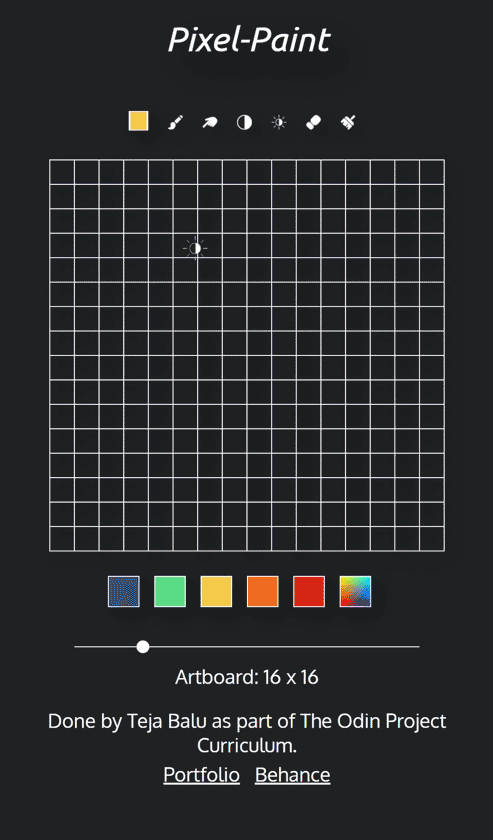 Pixel-Paint
Artboard: 16 x 16
Done by Teja Balu as part of The Odin Project
Curriculum.
Portfolio Behance